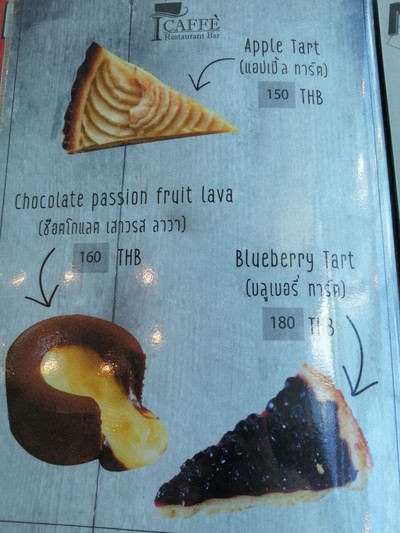 iCAFFÈ
Restaurant Bar
Apple Tart
(แอปเปิ้ล ทาร์ต)
150 THB
Chocolate passion fruit lava
(ช๊อคโกแลต เสาวรส ลาวา)
160 THB
Blueberry Tart
(บลูเบอรี่ ทาร์ต)
180 THB